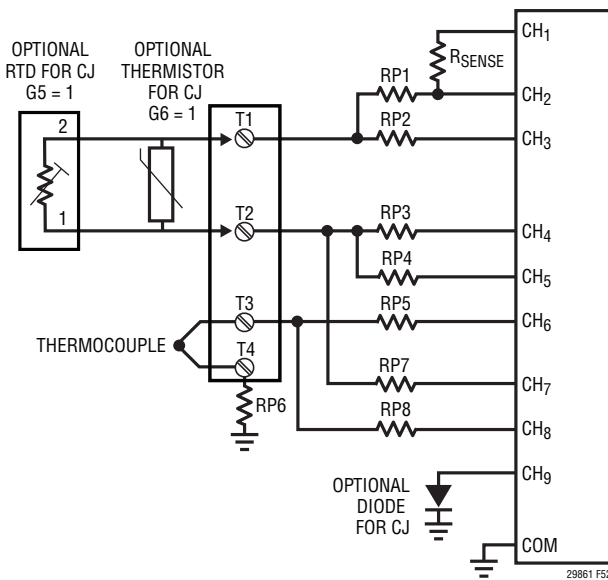 OPTIONAL
RTD FOR CJ
G5 = 1
OPTIONAL
THERMISTOR
FOR CJ
G6 = 1
2
1
T1
T2
T3
T4
THERMOCOUPLE
RP6
RSENSE
RP1
RP2
RP3
RP4
RP5
RP7
RP8
OPTIONAL
DIODE
FOR CJ
CH1
CH2
CH3
CH4
CH5
CH6
CH7
CH8
CH9
COM
29861 F52